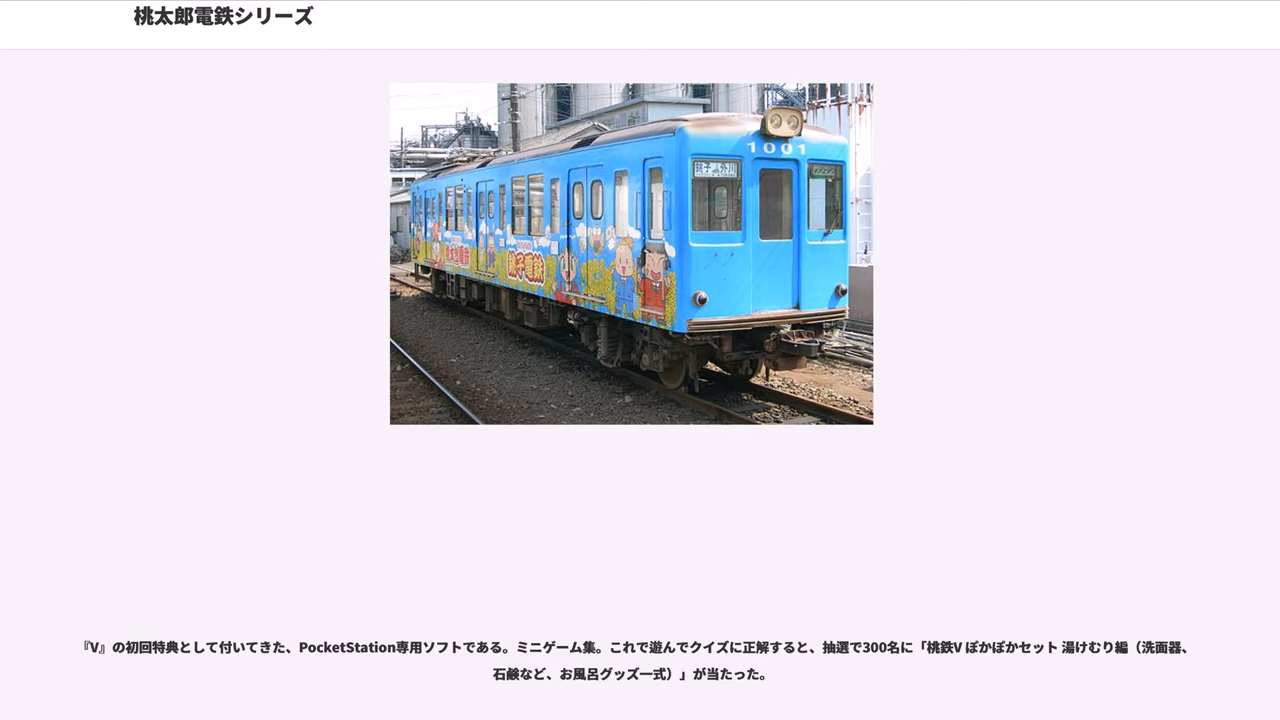 桃太郎電鉄シリーズ
1001
銚子⇔外川
銚子電鉄
『V』の初回特典として付いてきた、PocketStation専用ソフトである。ミニゲーム集。これで遊んでクイズに正解すると、抽選で300名に「桃鉄V ぽかぽかセット 湯けむり編（洗面器、
石鹸など、お風呂グッズ一式）」が当たった。